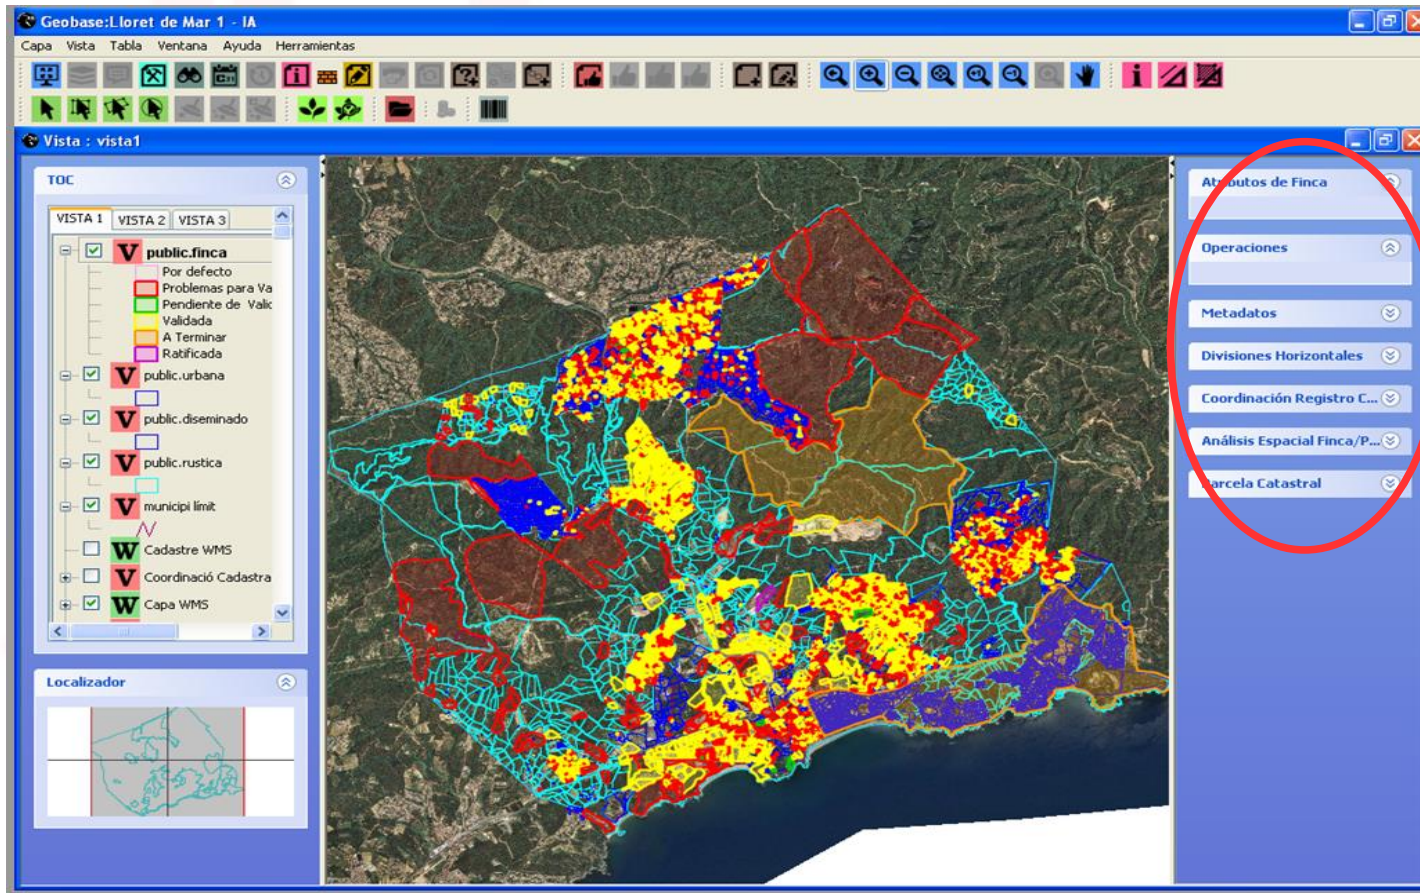 Geobase:Lloret de Mar 1 - IA
Capa Vista Tabla Ventana Ayuda Herramientas
Vista : vista1
TOC
VISTA 1 VISTA 2 VISTA 3
V public.finca
Por defecto
Problemas para Va
Pendiente de Valic
Validada
A Terminar
Ratificada
V public.urbana
V public.diseminado
V public.rustica
V municipi límit
W Cadastre WMS
V Coordinació Cadastra
W Capa WMS
Localizador
Atributos de Finca
Operaciones
Metadatos
Divisiones Horizontales
Coordinación Registro C...
Análisis Espacial Finca/P...
Parcela Catastral